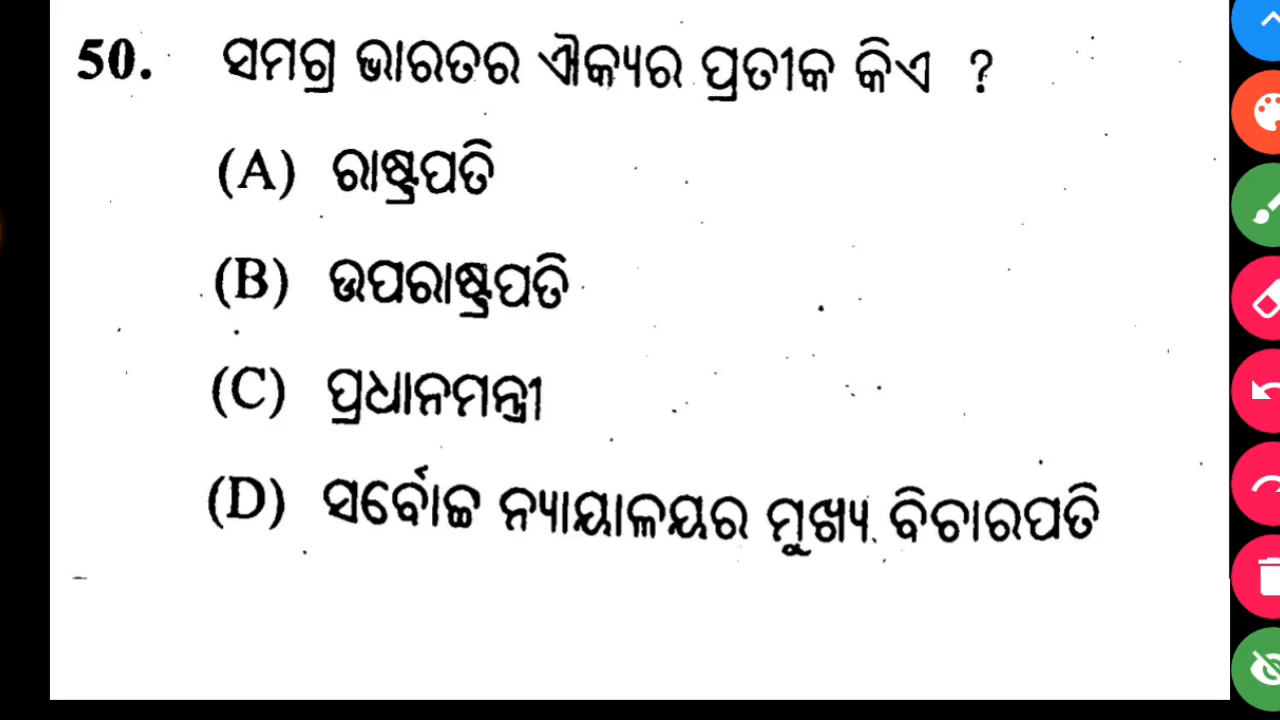 50. ସମଗ୍ର ଭାରତର ଐକ୍ୟର ପ୍ରତୀକ କିଏ ?
(A) ରାଷ୍ଟ୍ରପତି
(B) ଉପରାଷ୍ଟ୍ରପତି
(C) ପ୍ରଧାନମନ୍ତ୍ରୀ
(D) ସର୍ବୋଚ୍ଚ ନ୍ୟାୟାଳୟର ମୁଖ୍ୟ ବିଚାରପତି